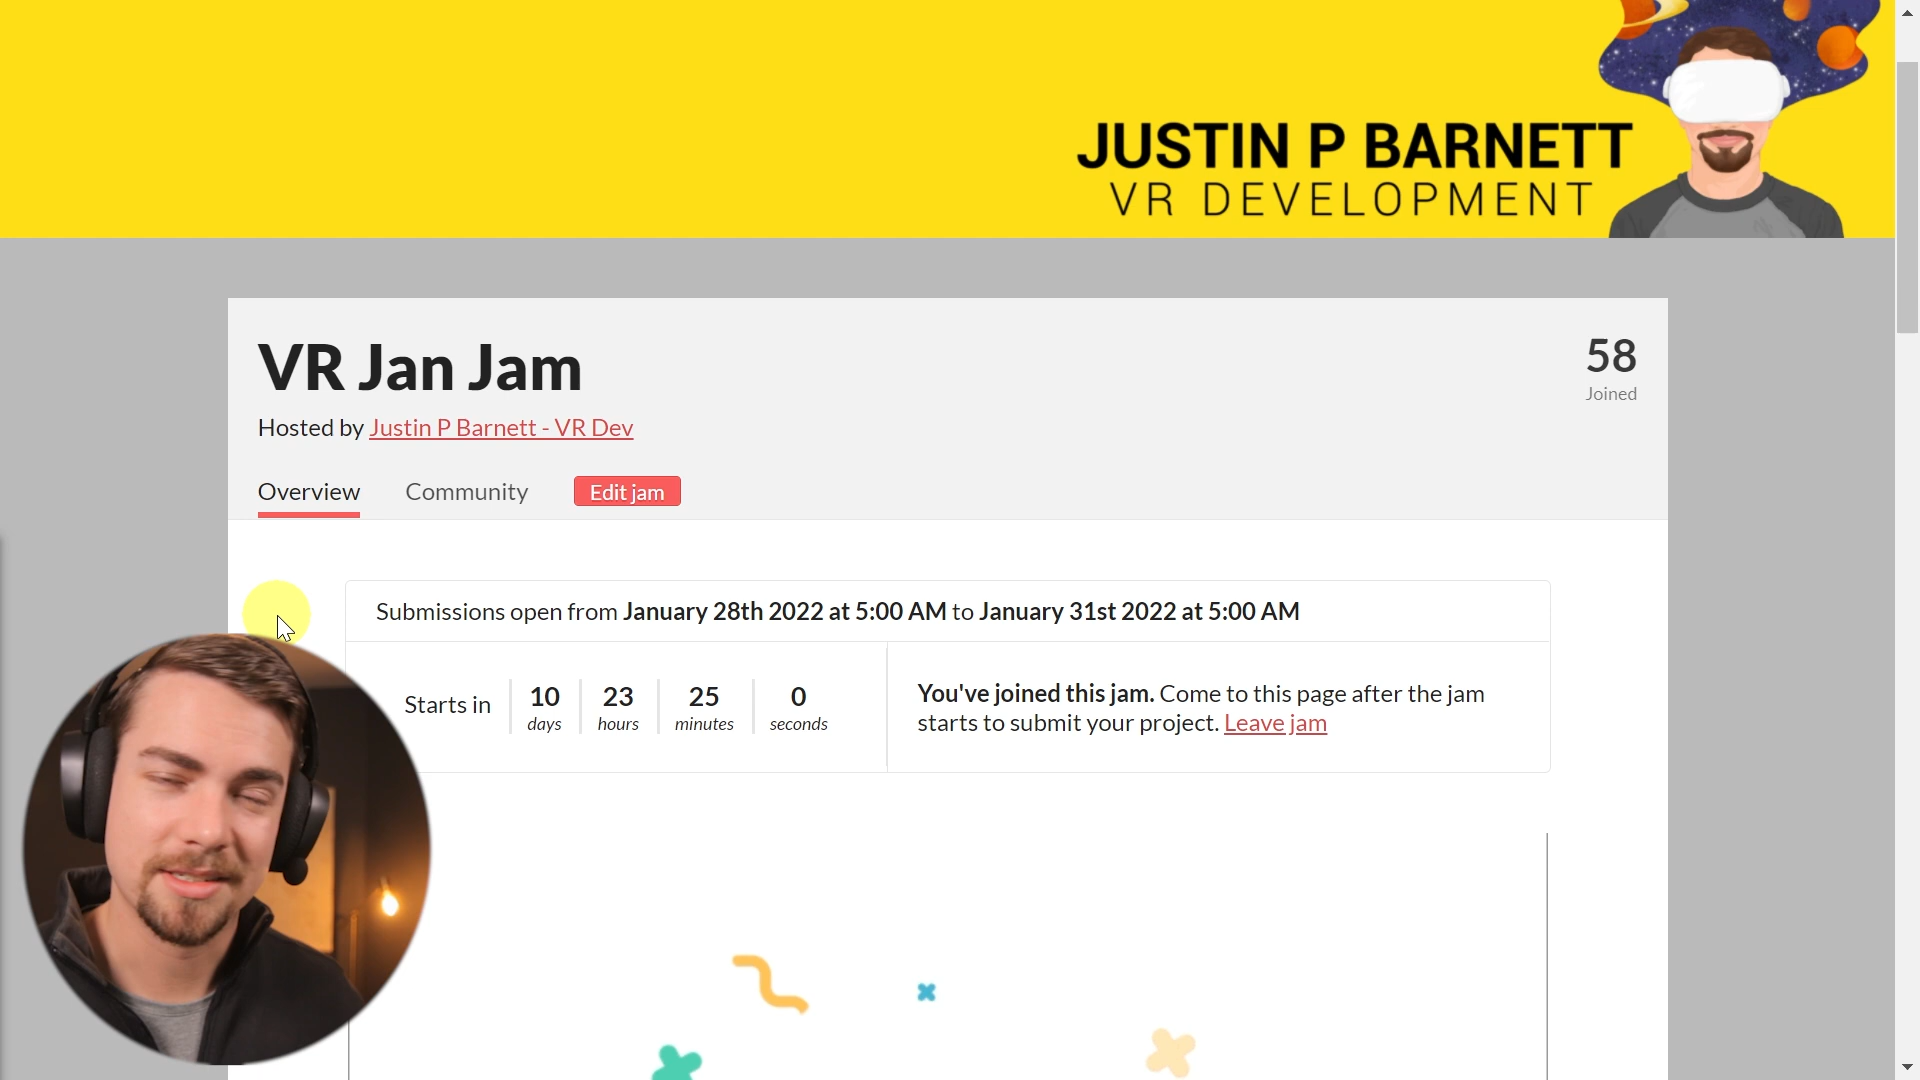 JUSTIN P BARNETT
VR DEVELOPMENT
VR Jan Jam
58
Joined
Hosted by Justin P Barnett - VR Dev
Overview
Community
Edit jam
Submissions open from January 28th 2022 at 5:00 AM to January 31st 2022 at 5:00 AM
Starts in
10
days
23
hours
25
minutes
0
seconds
You've joined this jam. Come to this page after the jam
starts to submit your project. Leave jam